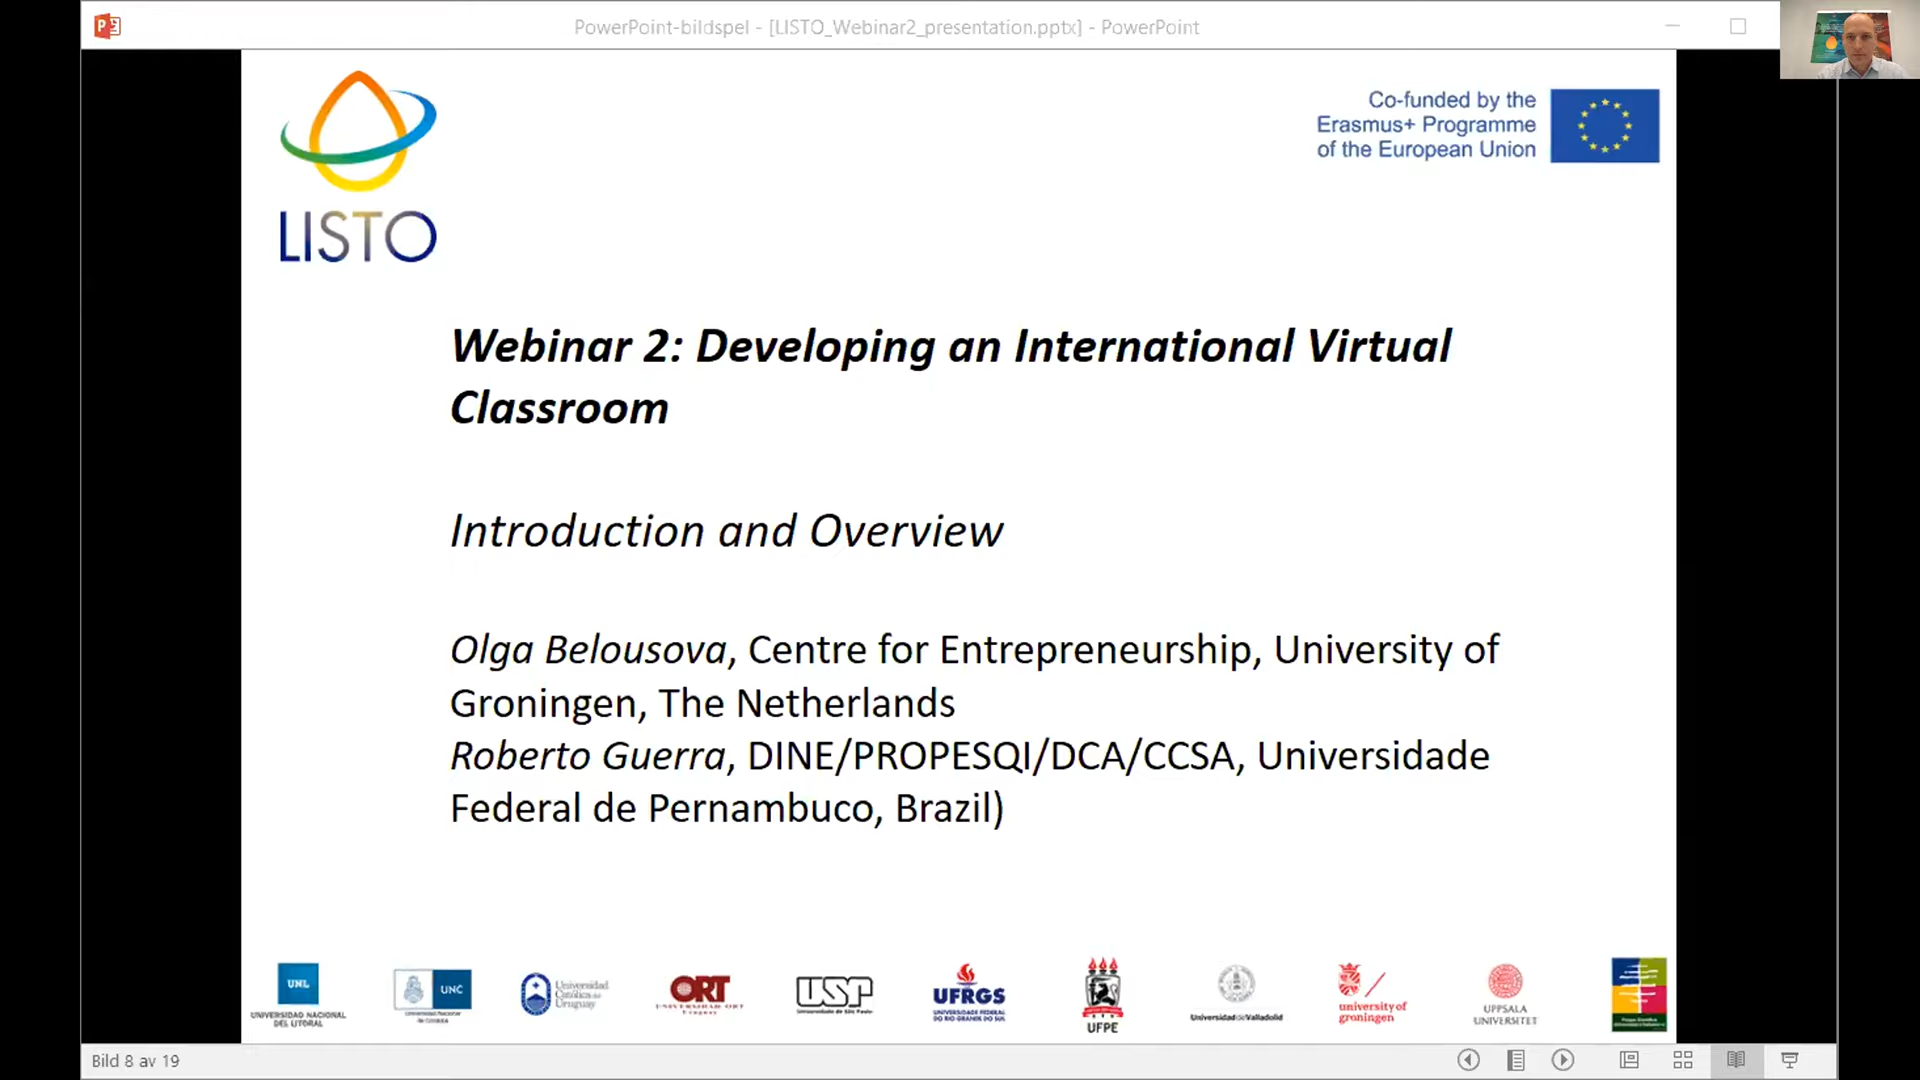 PowerPoint-bildspel - [LISTO_Webinar2_presentation.pptx] - PowerPoint
LISTO
Co-funded by the
Erasmus+ Programme
of the European Union
Webinar 2: Developing an International Virtual
Classroom
Introduction and Overview
Olga Belousova, Centre for Entrepreneurship, University of
Groningen, The Netherlands
Roberto Guerra, DINE/PROPESQI/DCA/CCSA, Universidade
Federal de Pernambuco, Brazil)
UNL
UNIVERSIDAD NACIONAL
DEL LITORAL
UNC
Universidad Nacional
de Córdoba
Universidad
Católica del
Uruguay
ORT
UNIVERSIDAD ORT
Uruguay
USP
Universidade de São Paulo
UFRGS
UNIVERSIDADE FEDERAL
DO RIO GRANDE DO SUL
UFPE
Universidad de Valladolid
university of
groningen
UPPSALA
UNIVERSITET
Bild 8 av 19